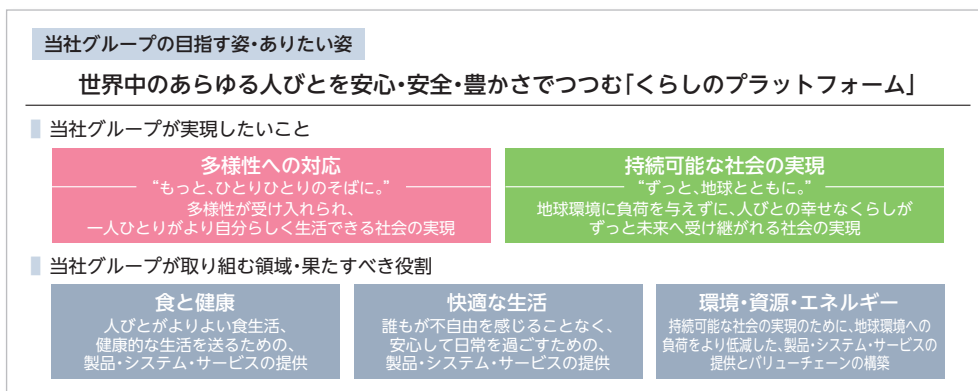 当社グループの目指す姿・ありたい姿
世界中のあらゆる人びとを安心・安全・豊かさでつつむ「くらしのプラットフォーム」
当社グループが実現したいこと
多様性への対応
“もっと、ひとりひとりのそばに。”
多様性が受け入れられ、
一人ひとりがより自分らしく生活できる社会の実現
持続可能な社会の実現
“ずっと、地球とともに。”
地球環境に負荷を与えずに、人びとの幸せなくらしが
ずっと未来へ受け継がれる社会の実現
当社グループが取り組む領域・果たすべき役割
食と健康
人びとがよりよい食生活、
健康的な生活を送るための、
製品・システム・サービスの提供
快適な生活
誰もが不自由を感じることなく、
安心して日常を過ごすための、
製品・システム・サービスの提供
環境・資源・エネルギー
持続可能な社会の実現のために、地球環境への
負荷をより低減した、製品・システム・サービスの
提供とバリューチェーンの構築